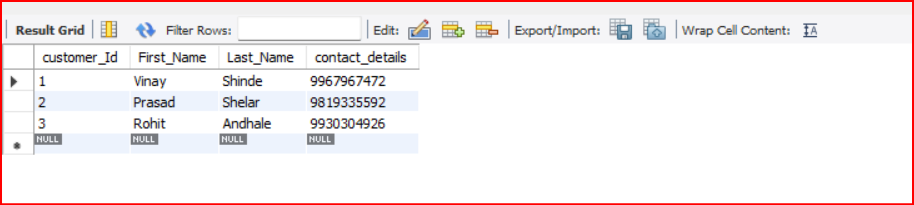 Result Grid Filter Rows: Edit: Export/Import: Wrap Cell Content: IA
customer_Id First_Name Last_Name contact_details
1 Vinay Shinde 9967967472
2 Prasad Shelar 9819335592
3 Rohit Andhale 9930304926
NULL NULL NULL NULL